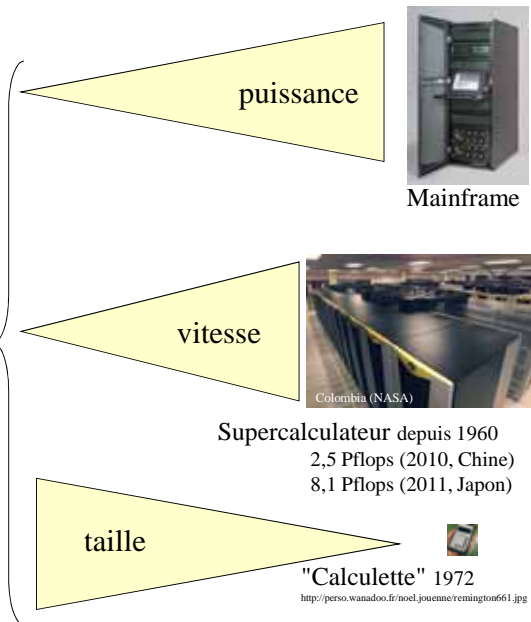 puissance
Mainframe
vitesse
Colombia (NASA)
Supercalculateur depuis 1960
2,5 Pflops (2010, Chine)
8,1 Pflops (2011, Japon)
taille
"Calculette" 1972
http://perso.wanadoo.fr/noel.jouenne/remington661.jpg